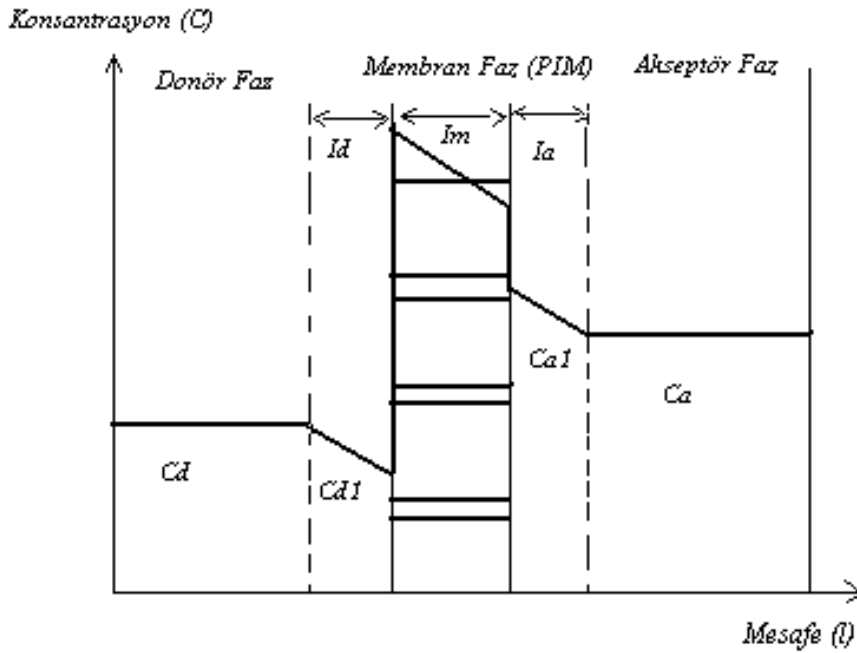 Konsantrasyon (C)
Donör Faz
Membran Faz (PIM)
Akseptör Faz
Id
Im
Ia
Ca1
Ca
Cd
Cd1
Mesafe (l)